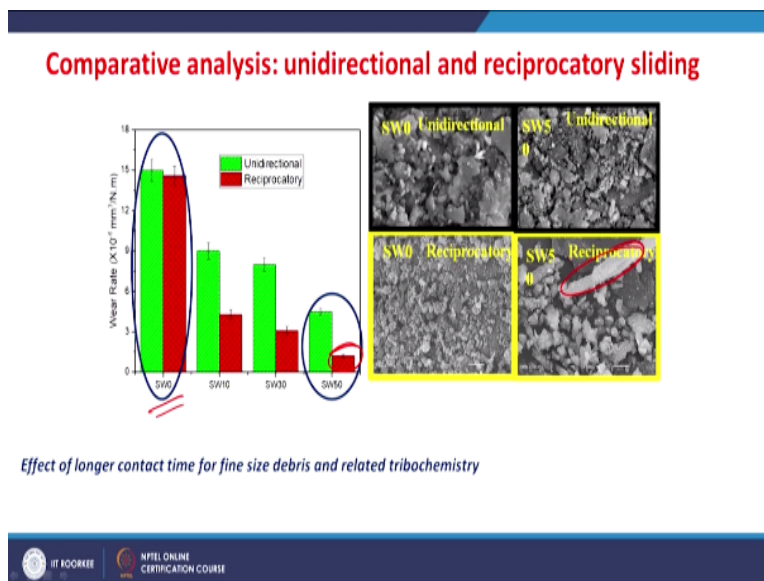 Comparative analysis: unidirectional and reciprocatory sliding
18
15
12
9
6
3
0
Wear Rate (X10⁻⁶ mm³/N.m)
Unidirectional
Reciprocatory
SW0
SW10
SW30
SW50
SW0 Unidirectional
SW5 Unidirectional
0
SW0 Reciprocatory
SW5 Reciprocatory
0
Effect of longer contact time for fine size debris and related tribochemistry
IIT ROORKEE
NPTEL ONLINE
CERTIFICATION COURSE